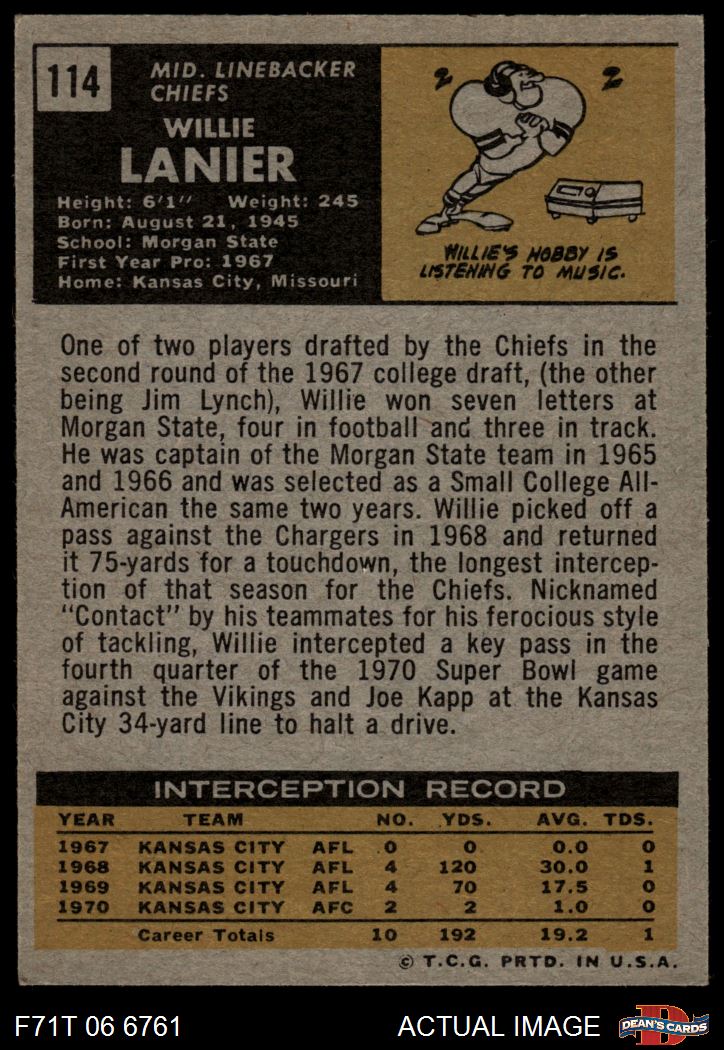 114
MID. LINEBACKER
CHIEFS
WILLIE
LANIER
Height: 6'1" Weight: 245
Born: August 21, 1945
School: Morgan State
First Year Pro: 1967
Home: Kansas City, Missouri
WILLIE'S HOBBY IS
LISTENING TO MUSIC.
One of two players drafted by the Chiefs in the
second round of the 1967 college draft, (the other
being Jim Lynch), Willie won seven letters at
Morgan State, four in football and three in track.
He was captain of the Morgan State team in 1965
and 1966 and was selected as a Small College All-
American the same two years. Willie picked off a
pass against the Chargers in 1968 and returned
it 75-yards for a touchdown, the longest intercep-
tion of that season for the Chiefs. Nicknamed
"Contact" by his teammates for his ferocious style
of tackling, Willie intercepted a key pass in the
fourth quarter of the 1970 Super Bowl game
against the Vikings and Joe Kapp at the Kansas
City 34-yard line to halt a drive.
INTERCEPTION RECORD
YEAR TEAM NO. YDS. AVG. TDS.
1967 KANSAS CITY AFL 0 0 0.0 0
1968 KANSAS CITY AFL 4 120 30.0 1
1969 KANSAS CITY AFL 4 70 17.5 0
1970 KANSAS CITY AFC 2 2 1.0 0
Career Totals 10 192 19.2 1
© T.C.G. PRTD. IN U.S.A.
F71T 06 6761 ACTUAL IMAGE
D
DEAN'S CARDS